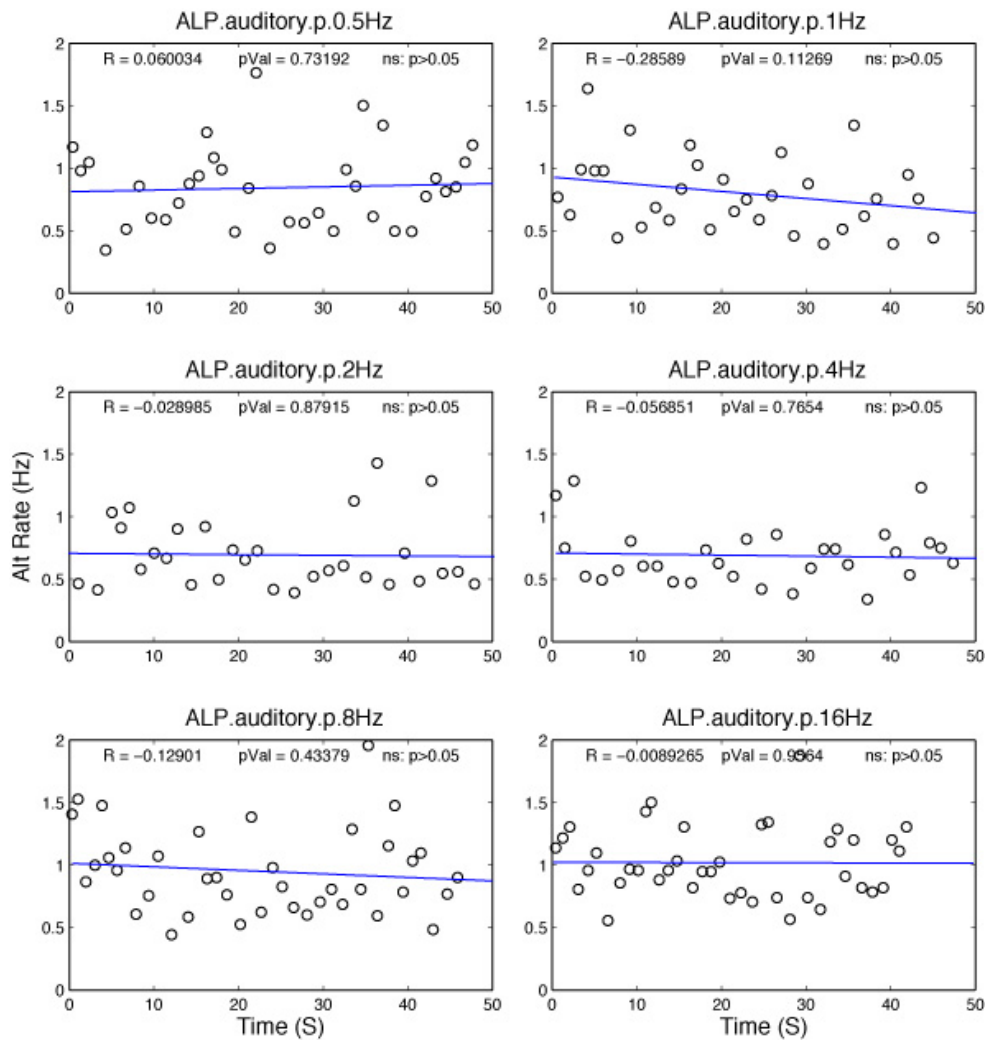 ALP.auditory.p.0.5Hz
R = 0.060034 pVal = 0.73192 ns: p>0.05
2
1.5
1
0.5
0
0 10 20 30 40 50
ALP.auditory.p.1Hz
R = −0.28589 pVal = 0.11269 ns: p>0.05
2
1.5
1
0.5
0
0 10 20 30 40 50
ALP.auditory.p.2Hz
R = −0.028985 pVal = 0.87915 ns: p>0.05
2
1.5
1
0.5
0
0 10 20 30 40 50
Alt Rate (Hz)
ALP.auditory.p.4Hz
R = −0.056851 pVal = 0.7654 ns: p>0.05
2
1.5
1
0.5
0
0 10 20 30 40 50
ALP.auditory.p.8Hz
R = −0.12901 pVal = 0.43379 ns: p>0.05
2
1.5
1
0.5
0
0 10 20 30 40 50
Time (S)
ALP.auditory.p.16Hz
R = −0.0089265 pVal = ns: p>0.05
2
1.5
1
0.5
0
0 10 20 30 40 50
Time (S)